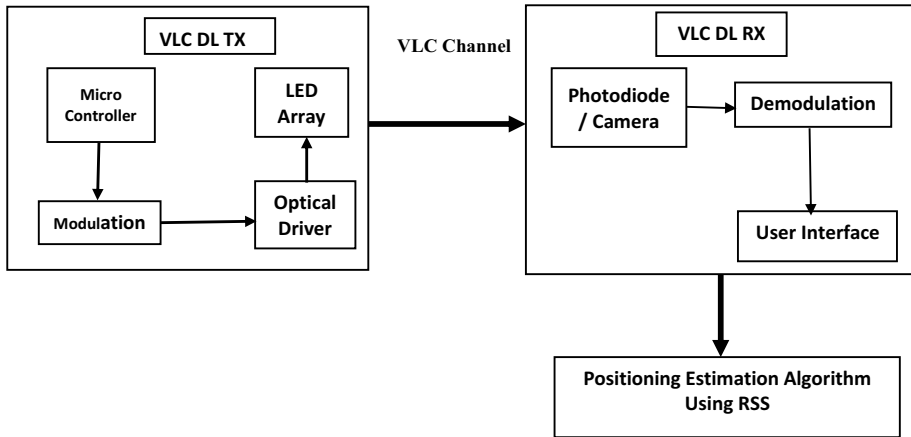 VLC DL TX
Micro
Controller
LED
Array
Modulation
Optical
Driver
VLC Channel
VLC DL RX
Photodiode
/ Camera
Demodulation
User Interface
Positioning Estimation Algorithm
Using RSS